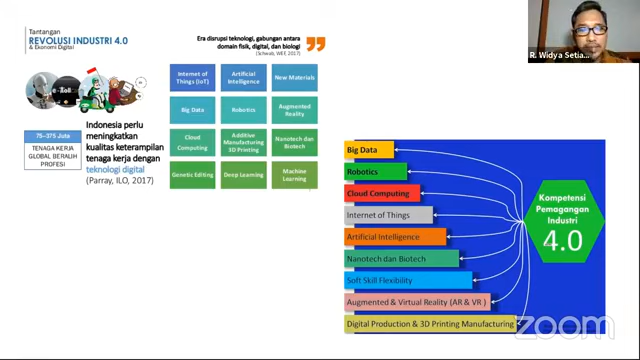 Tantangan
REVOLUSI INDUSTRI 4.0
& Ekonomi Digital
Era disrupsi teknologi, gabungan antara
domain fisik, digital, dan biologi
(Schwab, WEF, 2017)
Internet of
Things (IoT)
Artificial
Intelligence
New Materials
Big Data
Robotics
Augmented
Reality
Cloud
Computing
Additive
Manufacturing
3D Printing
Nanotech dan
Biotech
Genetic Editing
Deep Learning
Machine
Learning
75-375 Juta
TENAGA KERJA
GLOBAL BERALIH
PROFESI
Indonesia perlu
meningkatkan
kualitas keterampilan
tenaga kerja dengan
teknologi digital
(Parray, ILO, 2017)
R. Widya Setia...
Big Data
Robotics
Cloud Computing
Internet of Things
Artificial Intelligence
Nanotech dan Biotech
Soft Skill Flexibility
Augmented & Virtual Reality (AR & VR )
Digital Production & 3D Printing Manufacturing
Kompetensi
Pemagangan
Industri
4.0
zoom